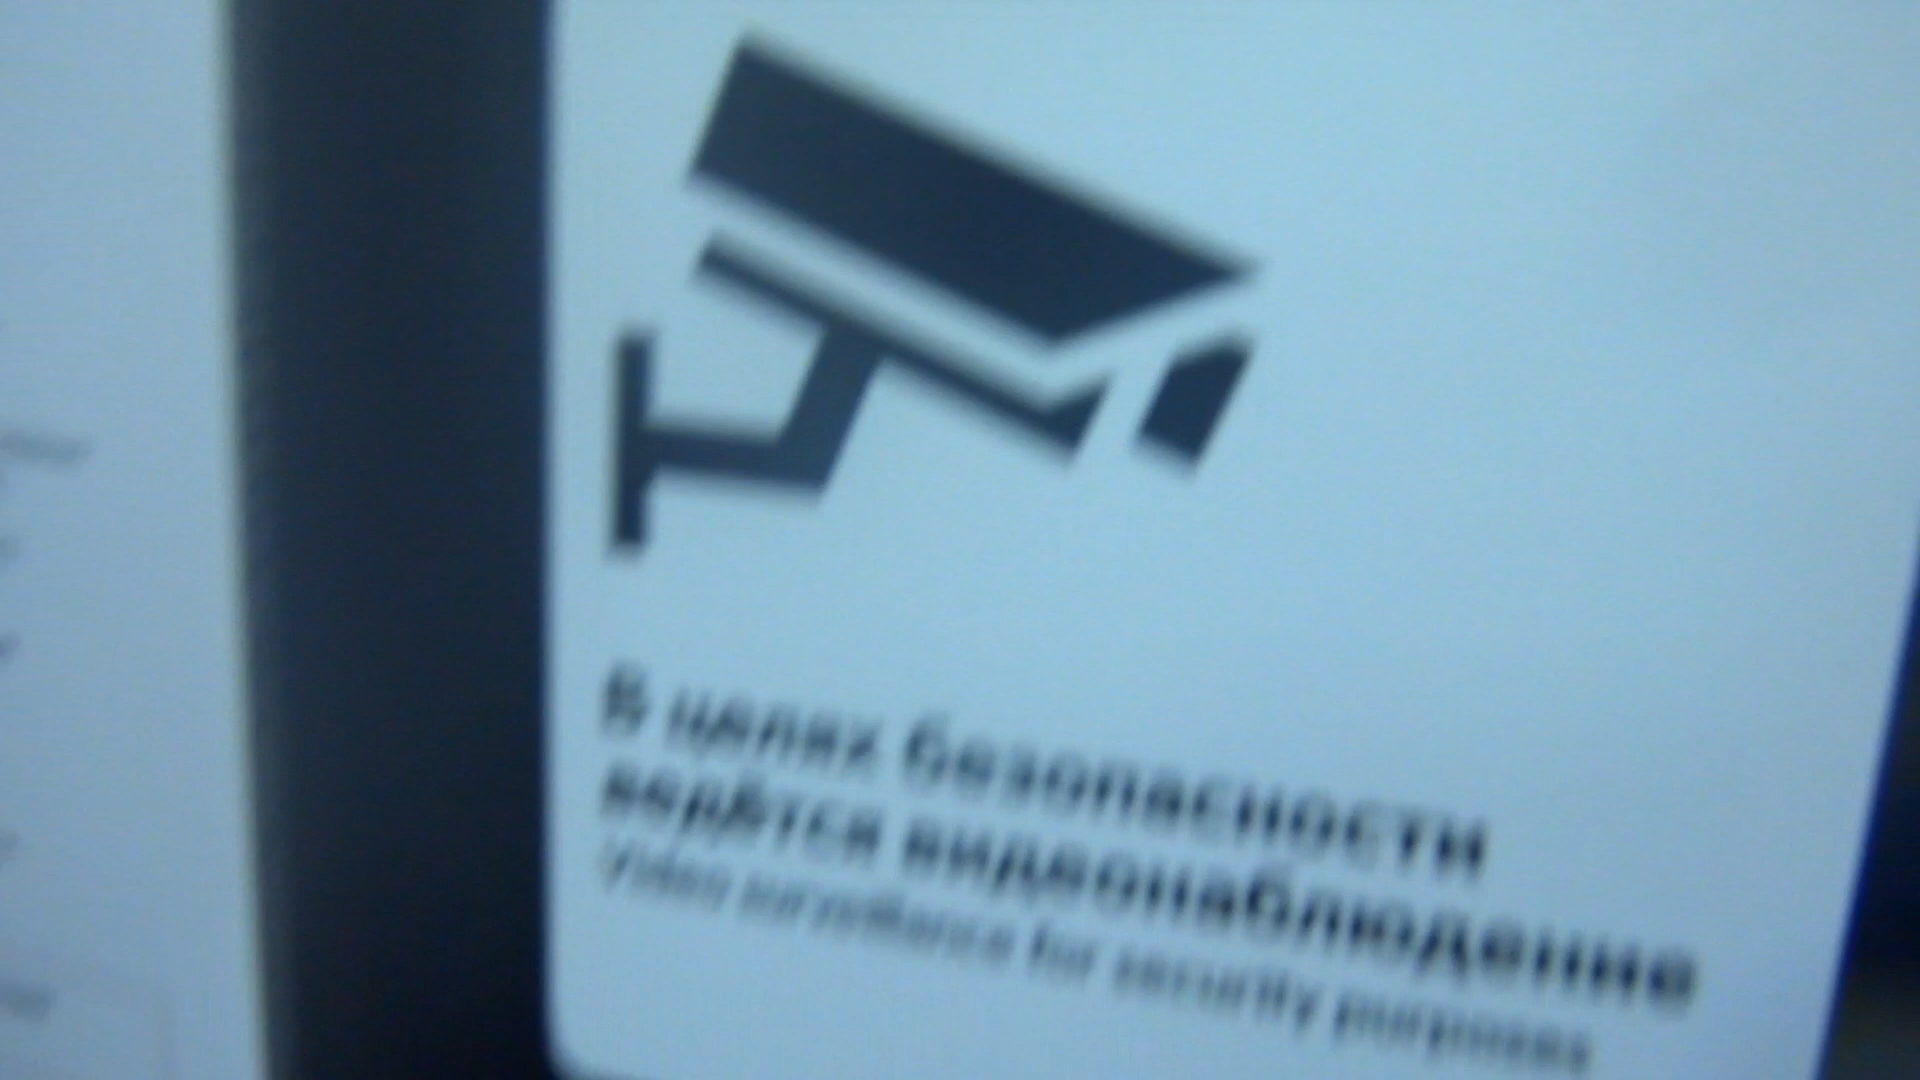 В целях безопасности
ведётся видеонаблюдение
Video surveillance for security purposes